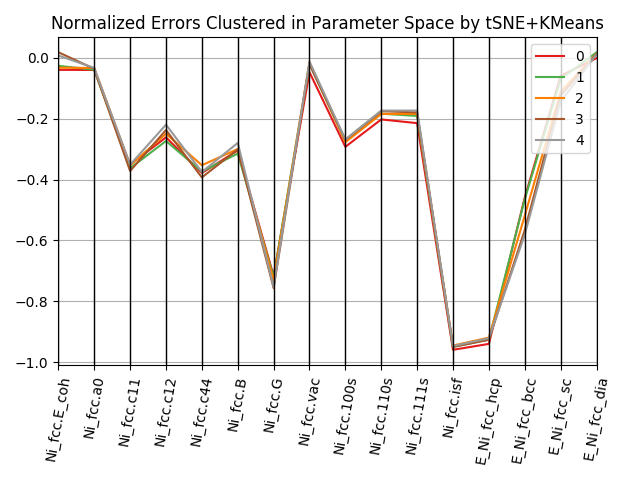 Normalized Errors Clustered in Parameter Space by tSNE+KMeans
0
1
2
3
4
0.0
−0.2
−0.4
−0.6
−0.8
−1.0
Ni_fcc.E_coh
Ni_fcc.a0
Ni_fcc.c11
Ni_fcc.c12
Ni_fcc.c44
Ni_fcc.B
Ni_fcc.G
Ni_fcc.vac
Ni_fcc.100s
Ni_fcc.110s
Ni_fcc.111s
Ni_fcc.isf
E_Ni_fcc_hcp
E_Ni_fcc_bcc
E_Ni_fcc_sc
E_Ni_fcc_dia